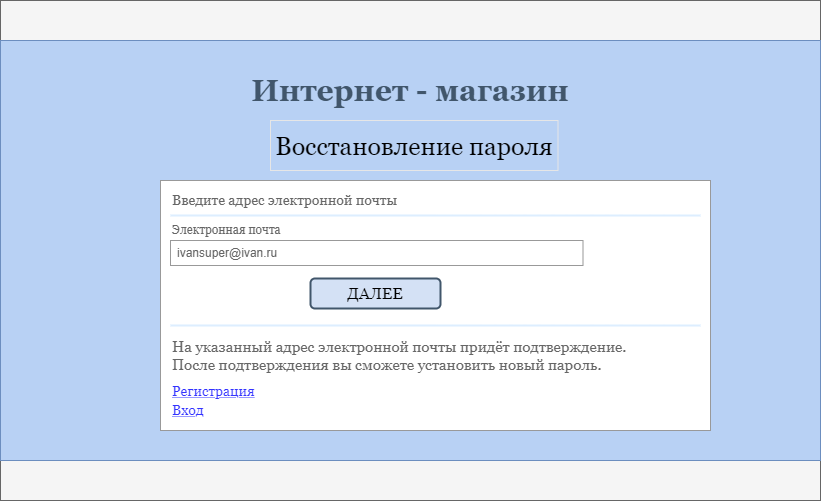 Интернет - магазин
Восстановление пароля
Введите адрес электронной почты
Электронная почта
ivansuper@ivan.ru
ДАЛЕЕ
На указанный адрес электронной почты придёт подтверждение.
После подтверждения вы сможете установить новый пароль.
Регистрация
Вход